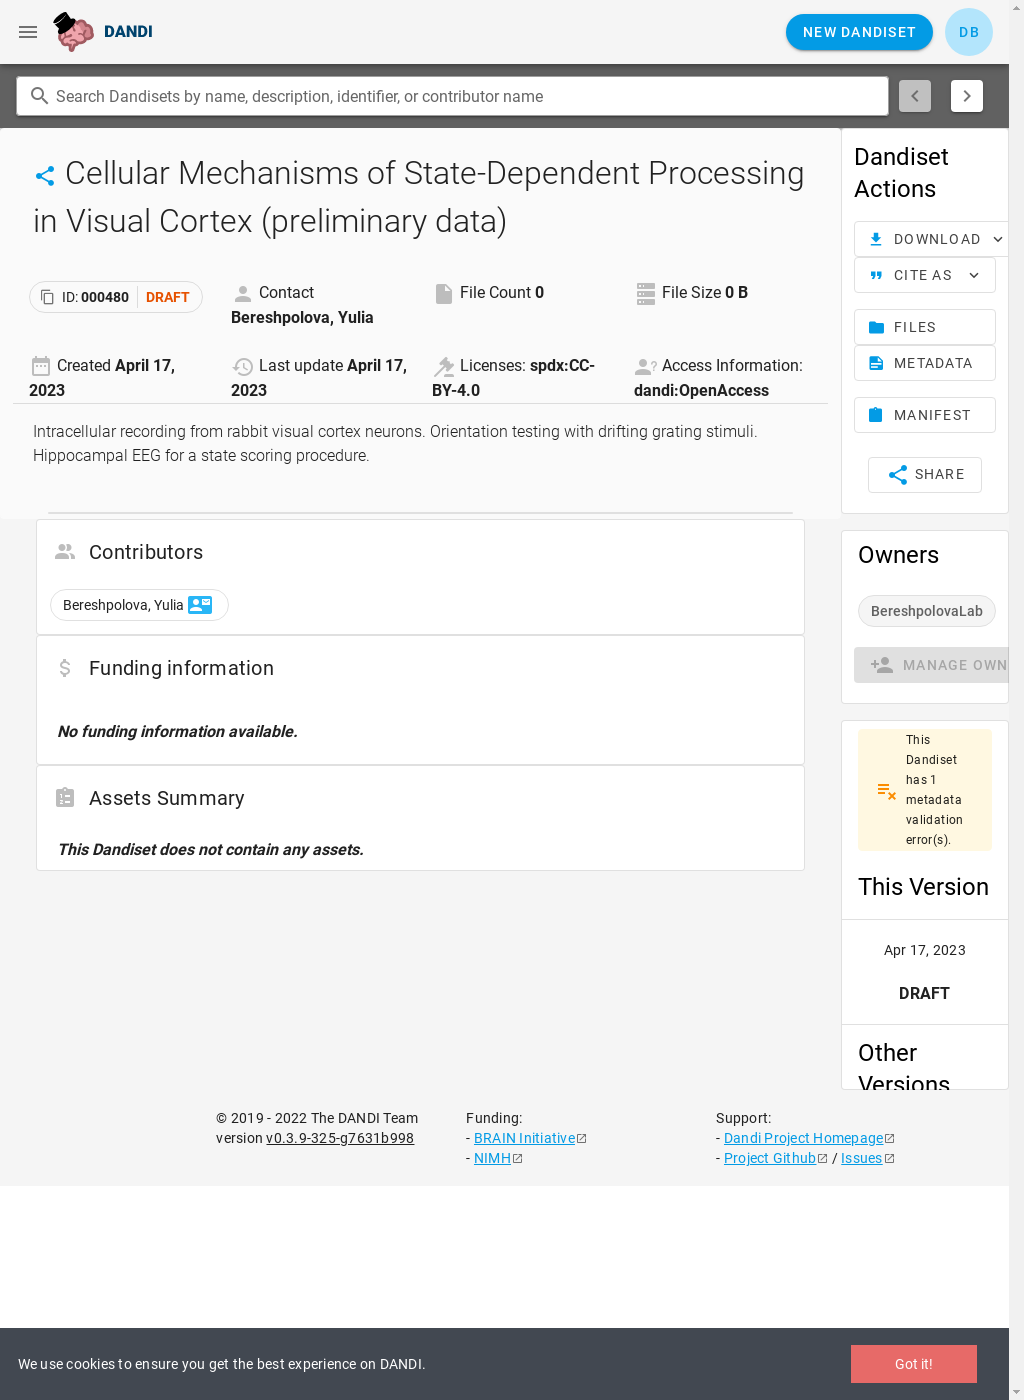 DANDI
NEW DANDISET
DB
Search Dandisets by name, description, identifier, or contributor name
Cellular Mechanisms of State-Dependent Processing
in Visual Cortex (preliminary data)
ID: 000480 DRAFT
Contact
Bereshpolova, Yulia
File Count 0
File Size 0 B
Created April 17,
2023
Last update April 17,
2023
Licenses: spdx:CC-
BY-4.0
Access Information:
dandi:OpenAccess
Intracellular recording from rabbit visual cortex neurons. Orientation testing with drifting grating stimuli.
Hippocampal EEG for a state scoring procedure.
Contributors
Bereshpolova, Yulia
Funding information
No funding information available.
Assets Summary
This Dandiset does not contain any assets.
Dandiset
Actions
DOWNLOAD
CITE AS
FILES
METADATA
MANIFEST
SHARE
Owners
BereshpolovaLab
MANAGE OWN
This
Dandiset
has 1
metadata
validation
error(s).
This Version
Apr 17, 2023
DRAFT
Other
Versions
© 2019 - 2022 The DANDI Team
version v0.3.9-325-g7631b998
Funding:
- BRAIN Initiative
- NIMH
Support:
- Dandi Project Homepage
- Project Github / Issues
We use cookies to ensure you get the best experience on DANDI.
Got it!